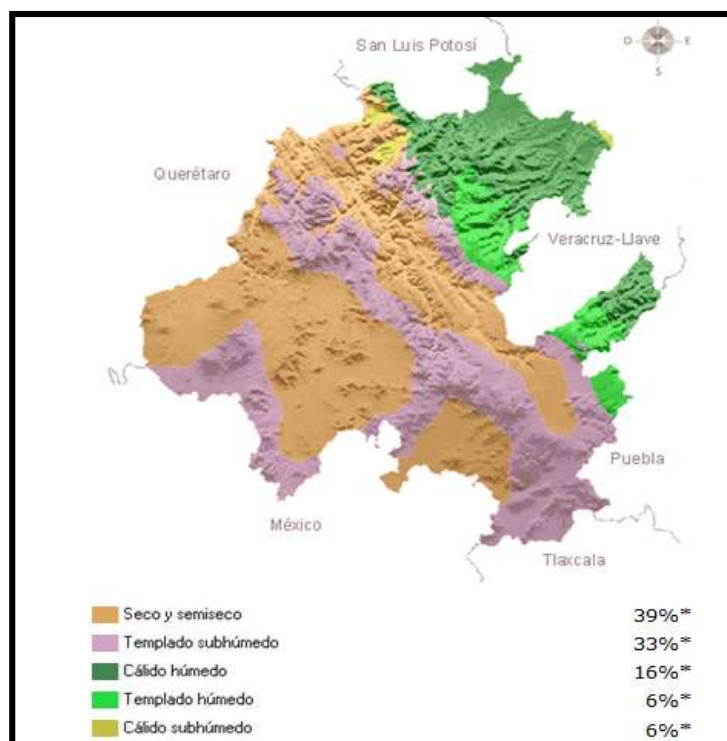 San Luis Potosí
O E
S
Querétaro
Veracruz-Llave
Puebla
México
Tlaxcala
Seco y semiseco 39%*
Templado subhúmedo 33%*
Cálido húmedo 16%*
Templado húmedo 6%*
Cálido subhúmedo 6%*